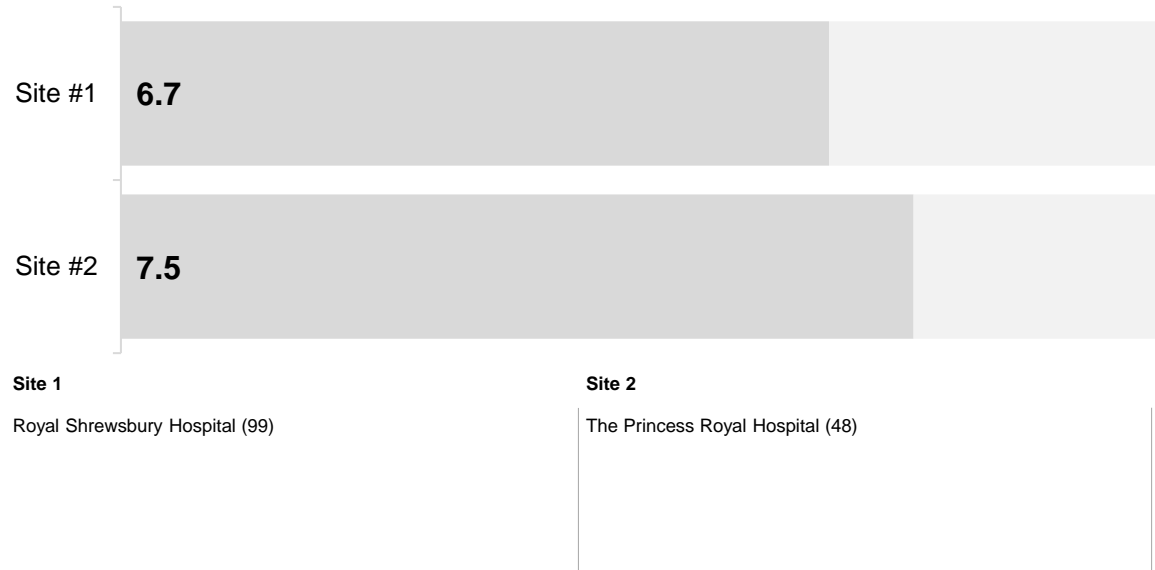 Site #1 6.7
Site #2 7.5
Site 1 Site 2
Royal Shrewsbury Hospital (99) The Princess Royal Hospital (48)